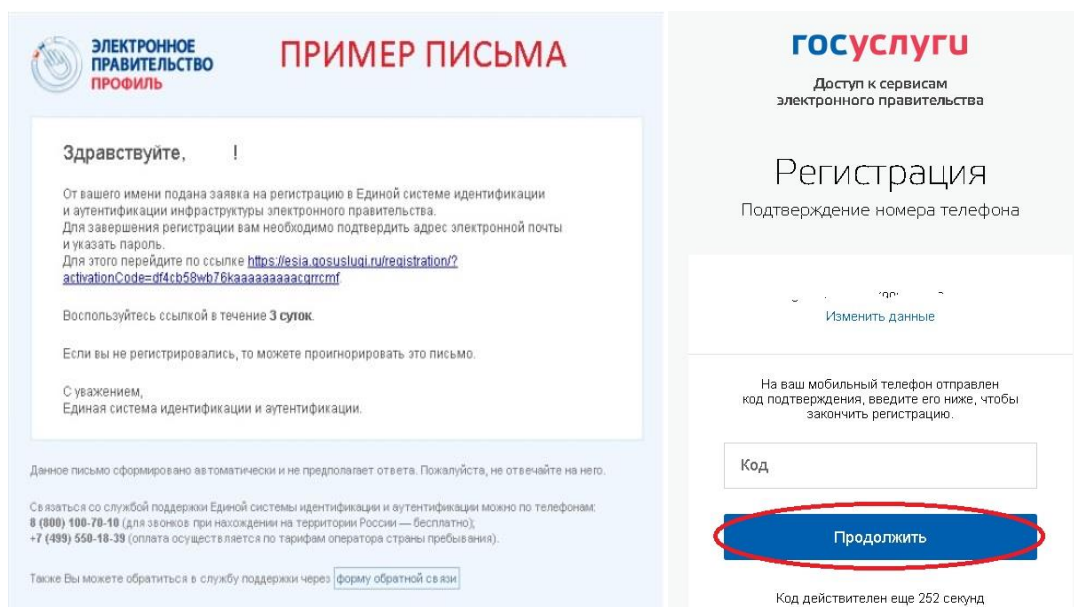 ЭЛЕКТРОННОЕ
ПРАВИТЕЛЬСТВО
ПРОФИЛЬ
ПРИМЕР ПИСЬМА
Здравствуйте, !
От вашего имени подана заявка на регистрацию в Единой системе идентификации
и аутентификации инфраструктуры электронного правительства.
Для завершения регистрации вам необходимо подтвердить адрес электронной почты
и указать пароль.
Для этого перейдите по ссылке https://esia.gosuslugi.ru/registration/?
activationCode=df4cb58wb76kaaaaaaaacqrrcmf
Воспользуйтесь ссылкой в течение 3 суток.
Если вы не регистрировались, то можете проигнорировать это письмо.
С уважением,
Единая система идентификации и аутентификации.
Данное письмо сформировано автоматически и не предполагает ответа. Пожалуйста, не отвечайте на него.
Связаться со службой поддержки Единой системы идентификации и аутентификации можно по телефонам:
8 (800) 100-70-10 (для звонков при нахождении на территории России — бесплатно);
+7 (499) 550-18-39 (оплата осуществляется по тарифам оператора страны пребывания).
Также Вы можете обратиться в службу поддержки через форму обратной связи
госуслуги
Доступ к сервисам
электронного правительства
Регистрация
Подтверждение номера телефона
Изменить данные
На ваш мобильный телефон отправлен
код подтверждения, введите его ниже, чтобы
закончить регистрацию.
Код
Продолжить
Код действителен еще 252 секунд